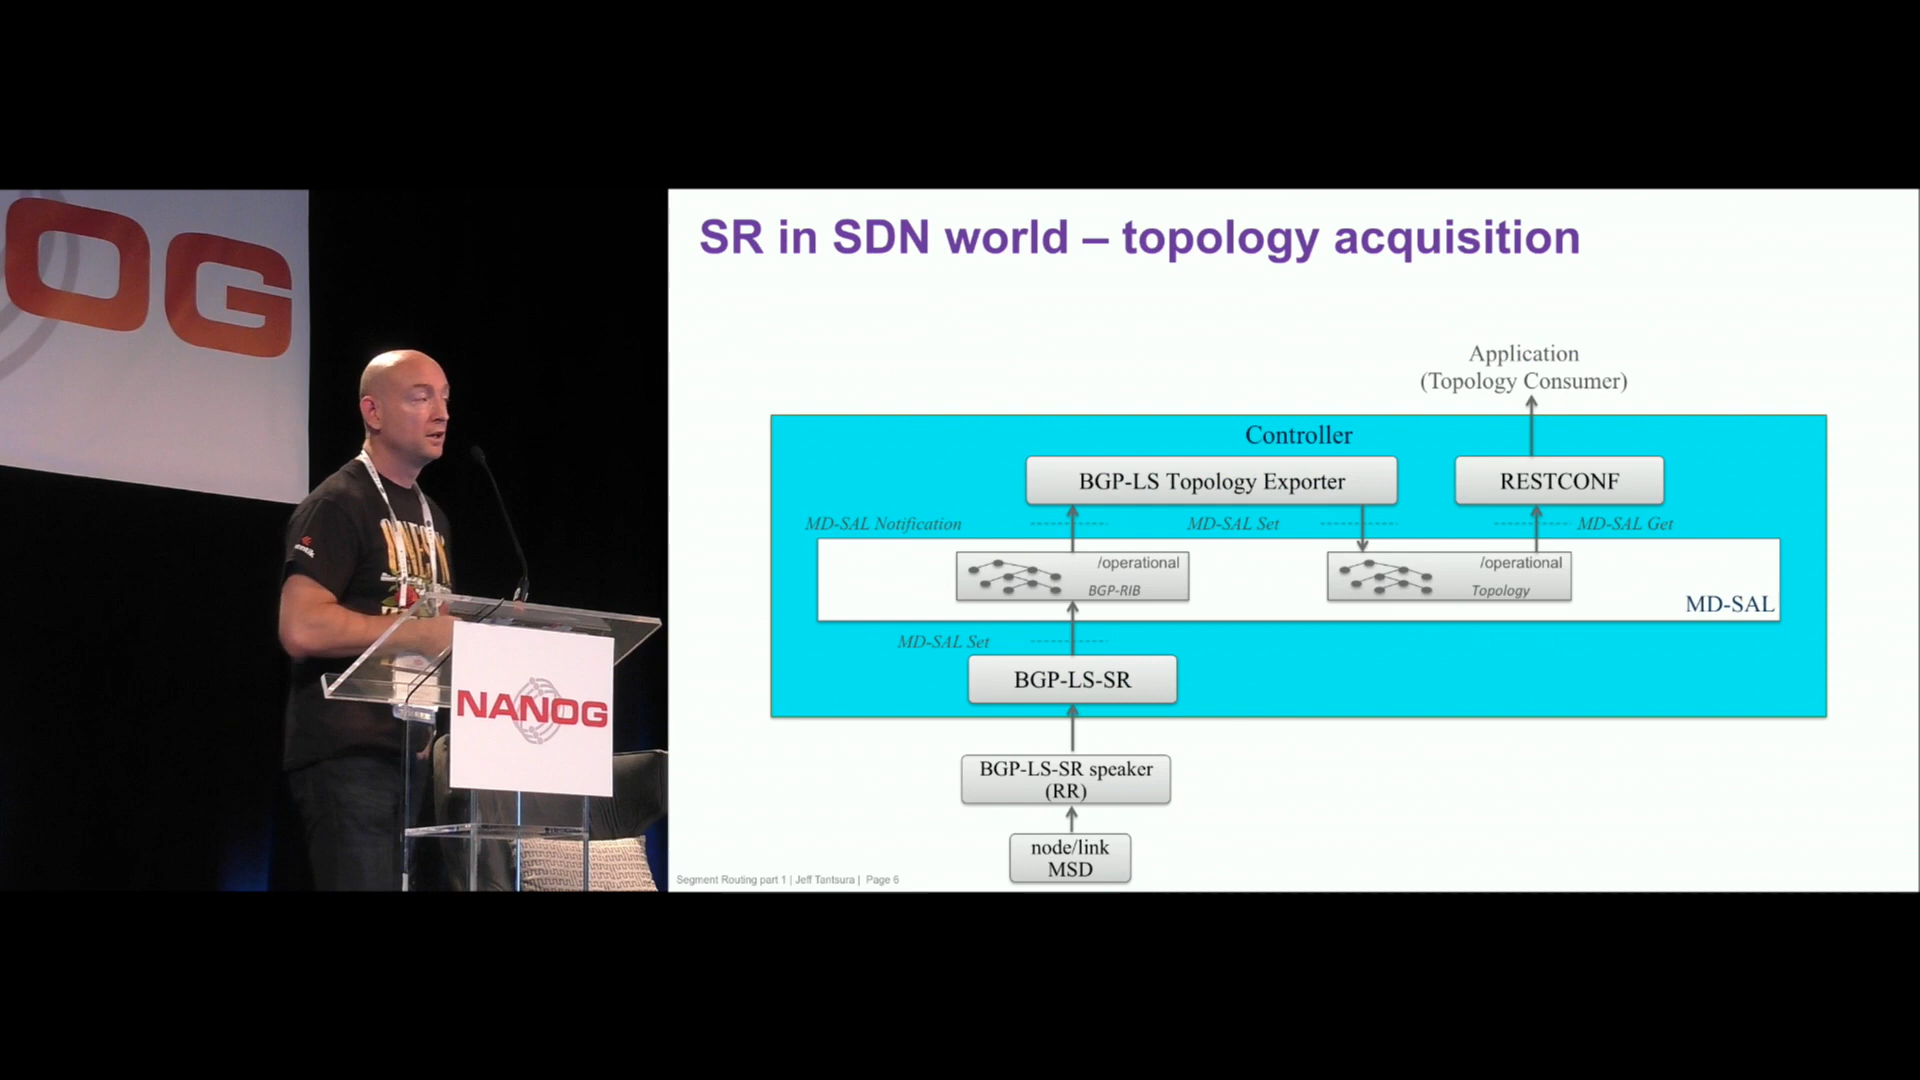 OG
NANOG
SR in SDN world – topology acquisition
Application
(Topology Consumer)
Controller
BGP-LS Topology Exporter
RESTCONF
MD-SAL Notification
MD-SAL Set
MD-SAL Get
/operational
BGP-RIB
/operational
Topology
MD-SAL
MD-SAL Set
BGP-LS-SR
BGP-LS-SR speaker
(RR)
node/link
MSD
Segment Routing part 1 | Jeff Tantsura | Page 6